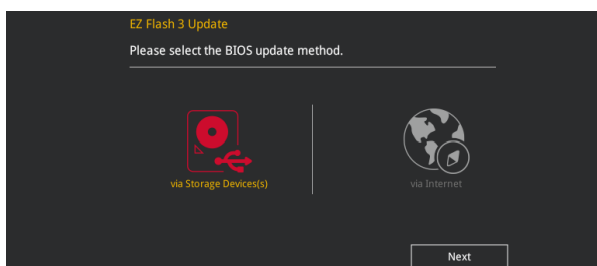 EZ Flash 3 Update
Please select the BIOS update method.
via Storage Devices(s)
via Internet
Next